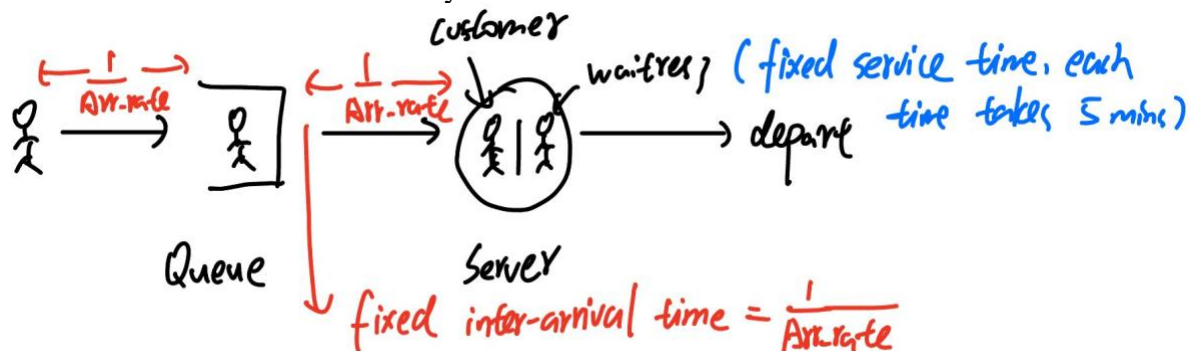 customer
1
Arr-rate
1
Arr-rate
waitress (fixed service time, each
time takes 5 mins)
depart
Queue
Server
fixed inter-arrival time = 1
Arr-rate